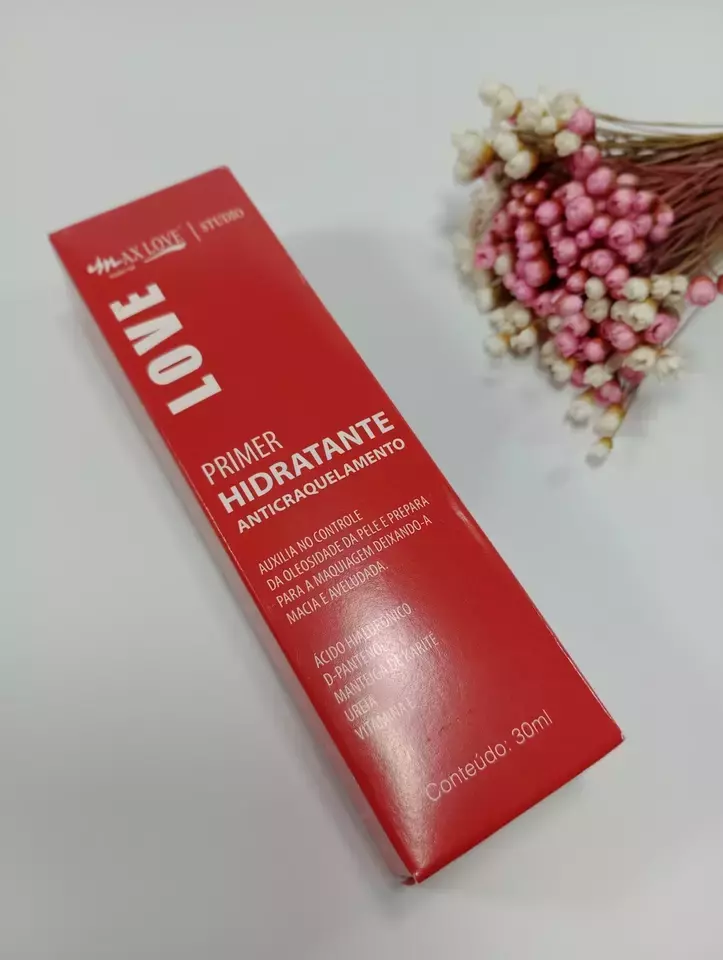 MAX LOVE | STUDIO
LOVE
PRIMER
HIDRATANTE
ANTICRAQUELAMENTO
AUXILIA NO CONTROLE
DA OLEOSIDADE DA PELE E PREPARA
PARA A MAQUIAGEM DEIXANDO-A
MACIA E AVELUDADA.
ÁCIDO HIALURÔNICO
D-PANTENOL
MANTEIGA DE KARITÉ
UREIA
VITAMINA E
Conteúdo: 30ml